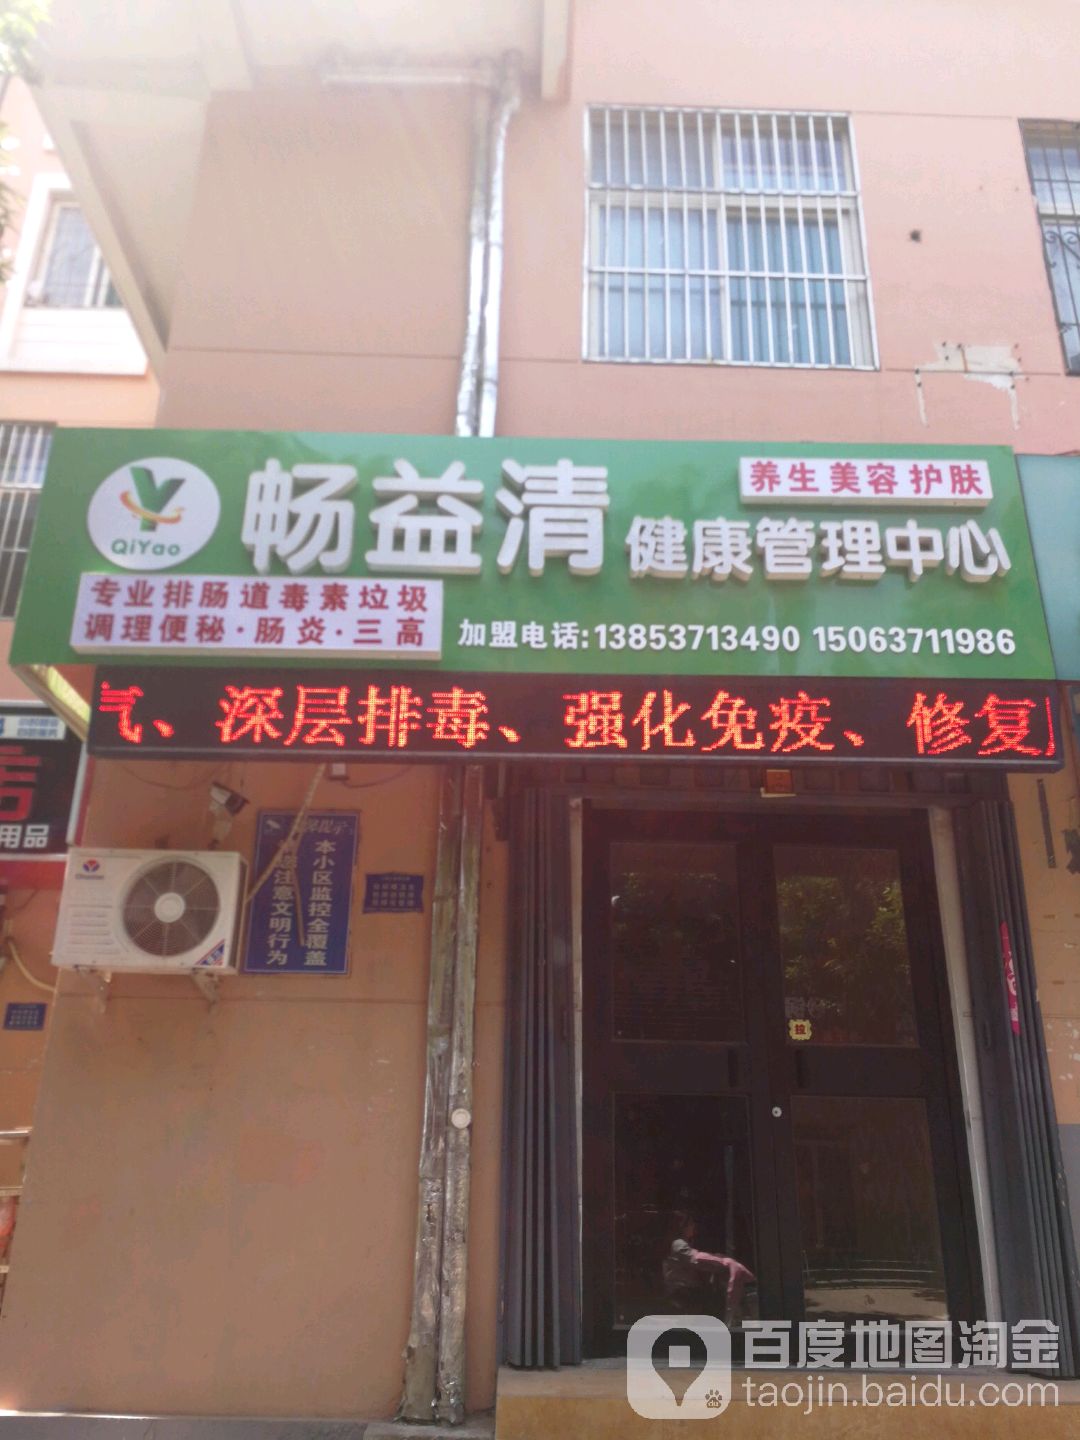 养生美容护肤
畅益清
健康管理中心
QiYao
专业排肠道毒素垃圾
调理便秘·肠炎·三高
加盟电话:13853713490 15063711986
气、深层排毒、强化免疫、修复
用品
本小区监控全覆盖
注意文明行为
百度地图淘金
taojin.baidu.com